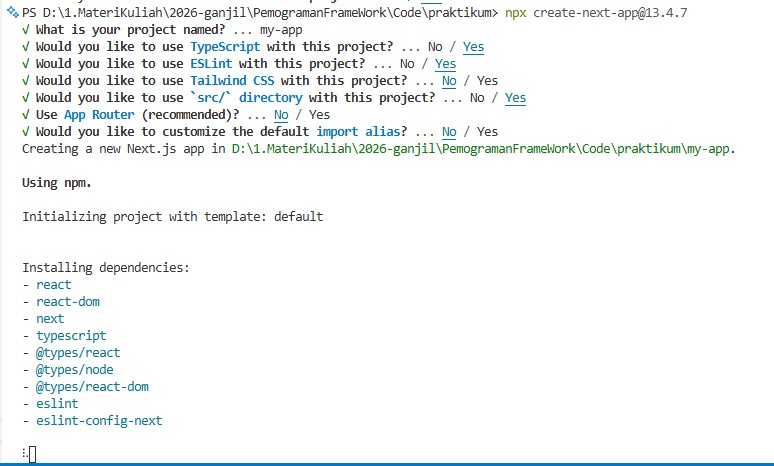 PS D:\1.MateriKuliah\2026-ganjil\PemogramanFrameWork\Code\praktikum> npx create-next-app@13.4.7
√ What is your project named? ... my-app
√ Would you like to use TypeScript with this project? ... No / Yes
√ Would you like to use ESLint with this project? ... No / Yes
√ Would you like to use Tailwind CSS with this project? ... No / Yes
√ Would you like to use `src/` directory with this project? ... No / Yes
√ Use App Router (recommended)? ... No / Yes
√ Would you like to customize the default import alias? ... No / Yes
Creating a new Next.js app in D:\1.MateriKuliah\2026-ganjil\PemogramanFrameWork\Code\praktikum\my-app.
Using npm.
Initializing project with template: default
Installing dependencies:
- react
- react-dom
- next
- typescript
- @types/react
- @types/node
- @types/react-dom
- eslint
- eslint-config-next